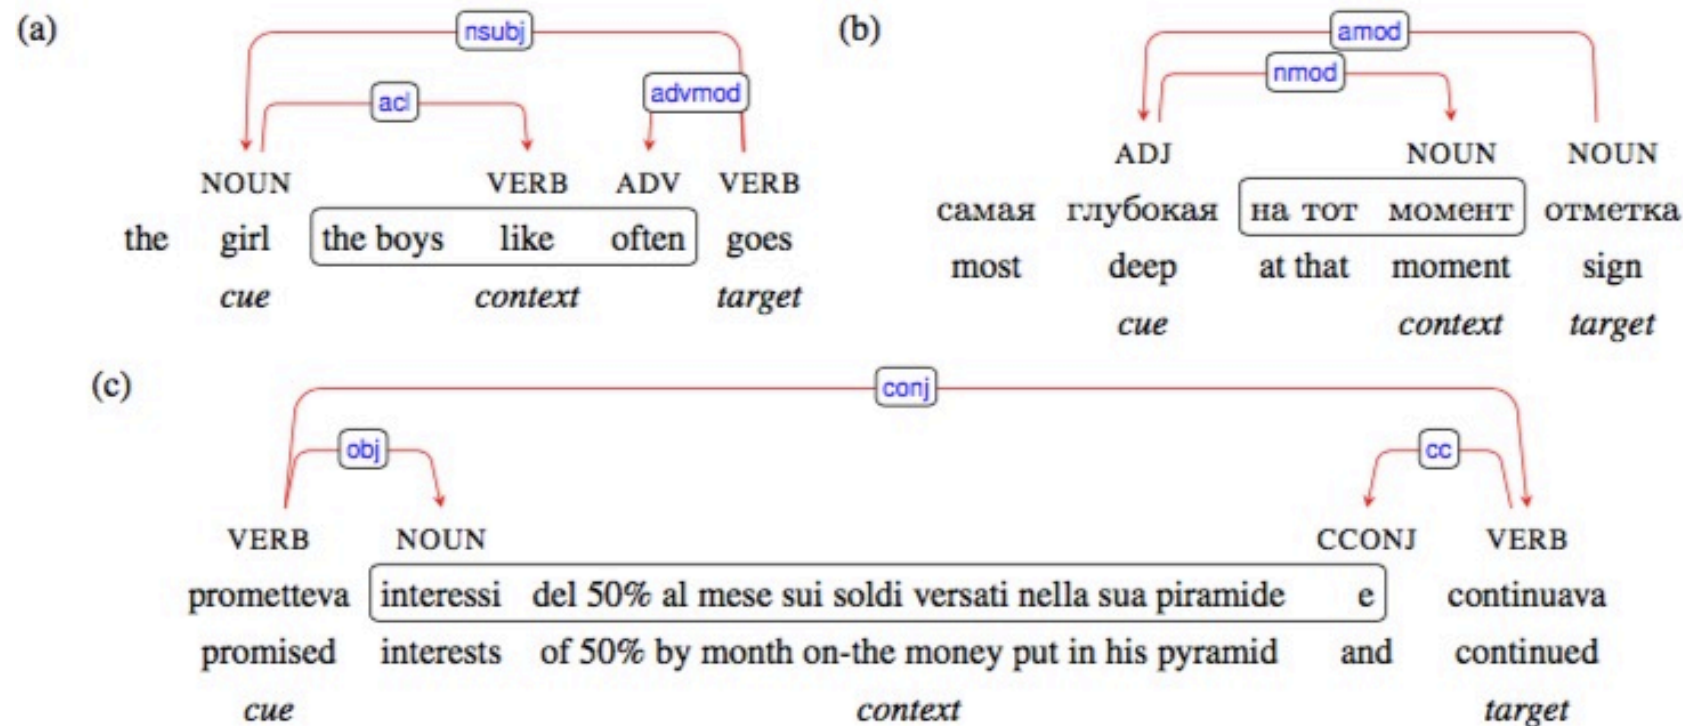 (a)
nsubj
acl
advmod
NOUN VERB ADV VERB
the girl the boys like often goes
cue context target
(b)
amod
nmod
ADJ NOUN NOUN
самая глубокая на тот момент отметка
most deep at that moment sign
cue context target
(c)
conj
obj cc
VERB NOUN CCONJ VERB
prometteva interessi del 50% al mese sui soldi versati nella sua piramide e continuava
promised interests of 50% by month on-the money put in his pyramid and continued
cue context target